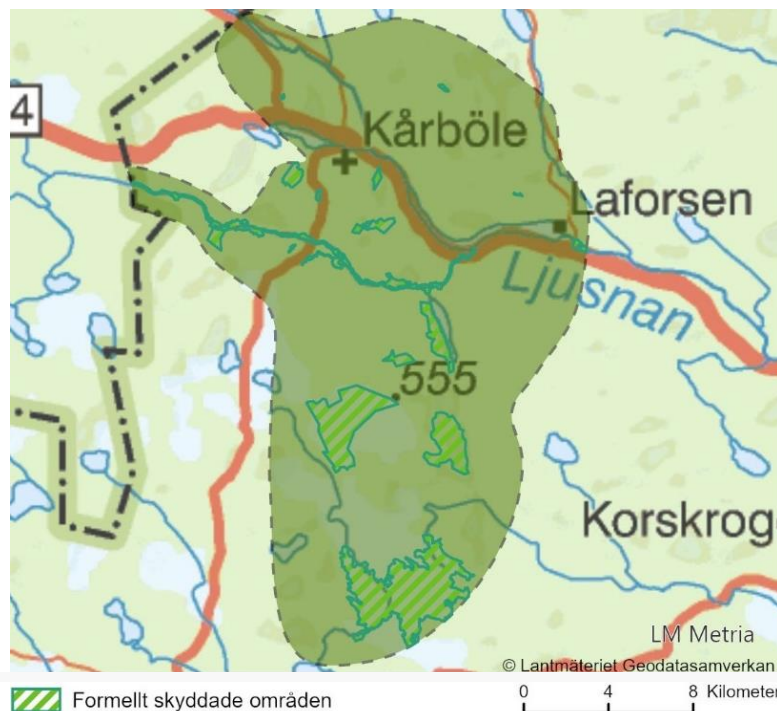 4
Kårböle
Laforsen
Ljusnan
555
Korskrog
LM Metria
© Lantmäteriet Geodatasamverkan
Formellt skyddade områden
0 4 8 Kilometer